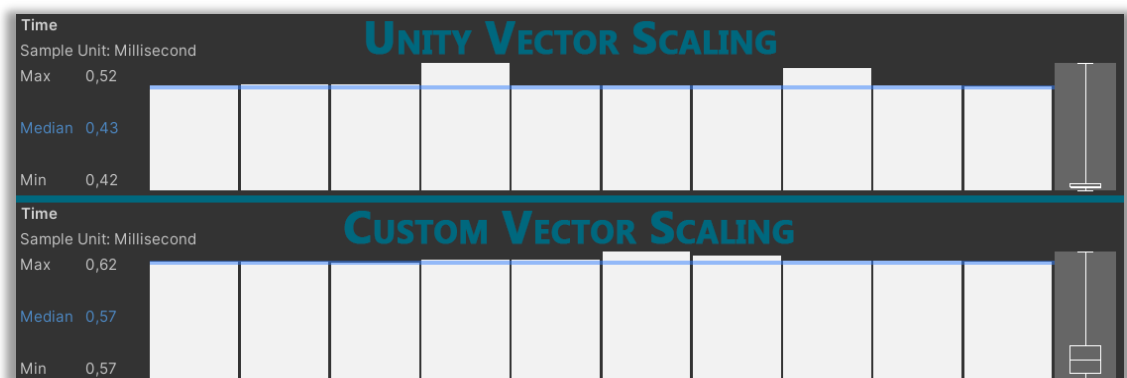 Time
UNITY VECTOR SCALING
Sample Unit: Millisecond
Max 0,52
Median 0,43
Min 0,42
Time
CUSTOM VECTOR SCALING
Sample Unit: Millisecond
Max 0,62
Median 0,57
Min 0,57